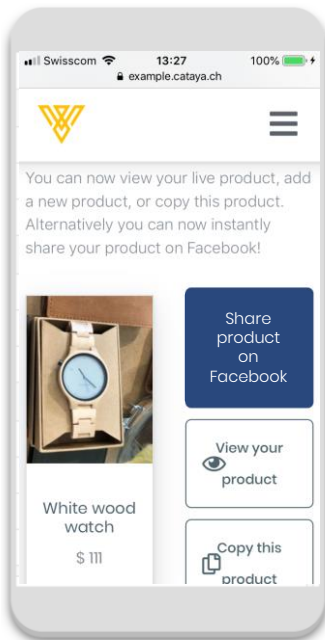 Swisscom 13:27 100%
example.cataya.ch
You can now view your live product, add
a new product, or copy this product.
Alternatively you can now instantly
share your product on Facebook!
Share
product
on
Facebook
View your
product
Copy this
product
White wood
watch
$ 111